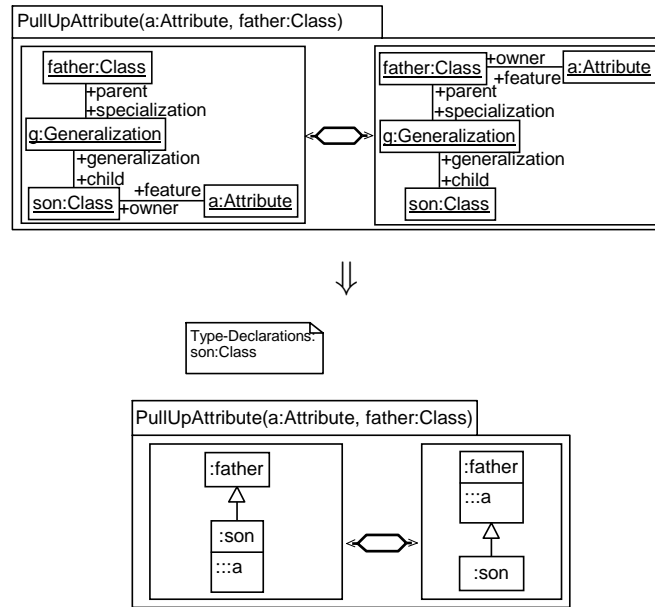 PullUpAttribute(a:Attribute, father:Class)
father:Class
+parent
+specialization
g:Generalization
+generalization
+child
son:Class
+feature
+owner
a:Attribute
father:Class
+owner
+feature
a:Attribute
+parent
+specialization
g:Generalization
+generalization
+child
son:Class
⇓
Type-Declarations:
son:Class
PullUpAttribute(a:Attribute, father:Class)
:father
:son
:::a
:father
:::a
:son